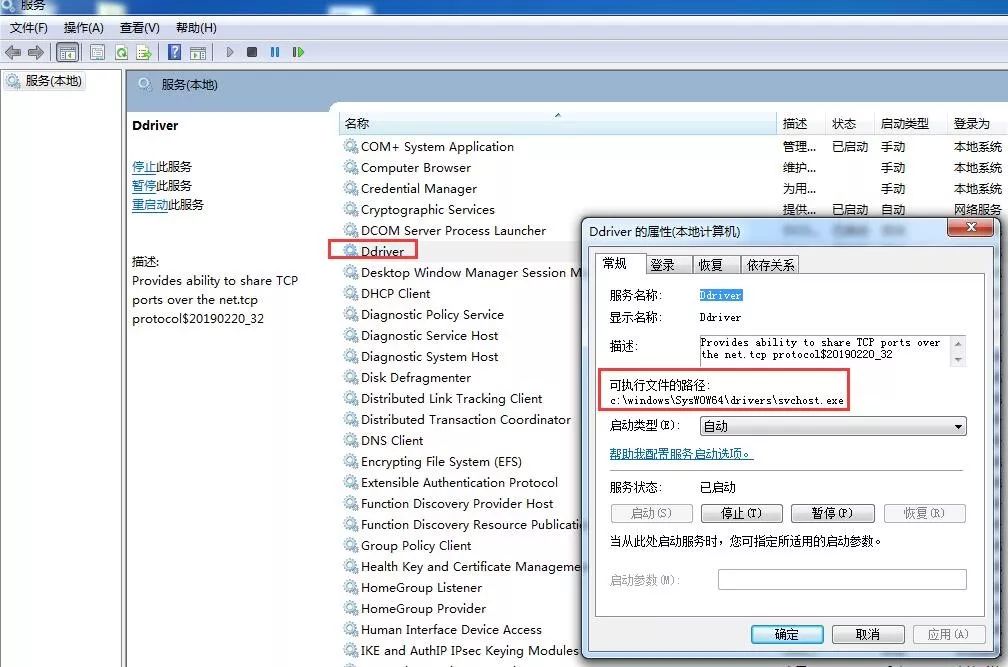 服务
文件(F) 操作(A) 查看(V) 帮助(H)
服务(本地)
服务(本地)
Ddriver
停止此服务
暂停此服务
重启动此服务
描述:
Provides ability to share TCP
ports over the net.tcp
protocol$20190220_32
名称 描述 状态 启动类型 登录为
COM+ System Application 管理... 已启动 手动 本地系统
Computer Browser 维护... 手动 本地系统
Credential Manager 为用... 手动 本地系统
Cryptographic Services 提供... 已启动 自动 网络服务
DCOM Server Process Launcher
Ddriver
Desktop Window Manager Session M
DHCP Client
Diagnostic Policy Service
Diagnostic Service Host
Diagnostic System Host
Disk Defragmenter
Distributed Link Tracking Client
Distributed Transaction Coordinator
DNS Client
Encrypting File System (EFS)
Extensible Authentication Protocol
Function Discovery Provider Host
Function Discovery Resource Publicati
Group Policy Client
Health Key and Certificate Manageme
HomeGroup Listener
HomeGroup Provider
Human Interface Device Access
IKE and AuthIP IPsec Keying Modules
Ddriver 的属性(本地计算机)
常规 登录 恢复 依存关系
服务名称: Ddriver
显示名称: Ddriver
描述: Provides ability to share TCP ports over
the net.tcp protocol$20190220_32
可执行文件的路径:
c:\windows\SysWOW64\drivers\svchost.exe
启动类型(E): 自动
帮助我配置服务启动选项。
服务状态: 已启动
启动(S) 停止(T) 暂停(P) 恢复(R)
当从此处启动服务时，您可指定所适用的启动参数。
启动参数(M):
确定 取消 应用(A)